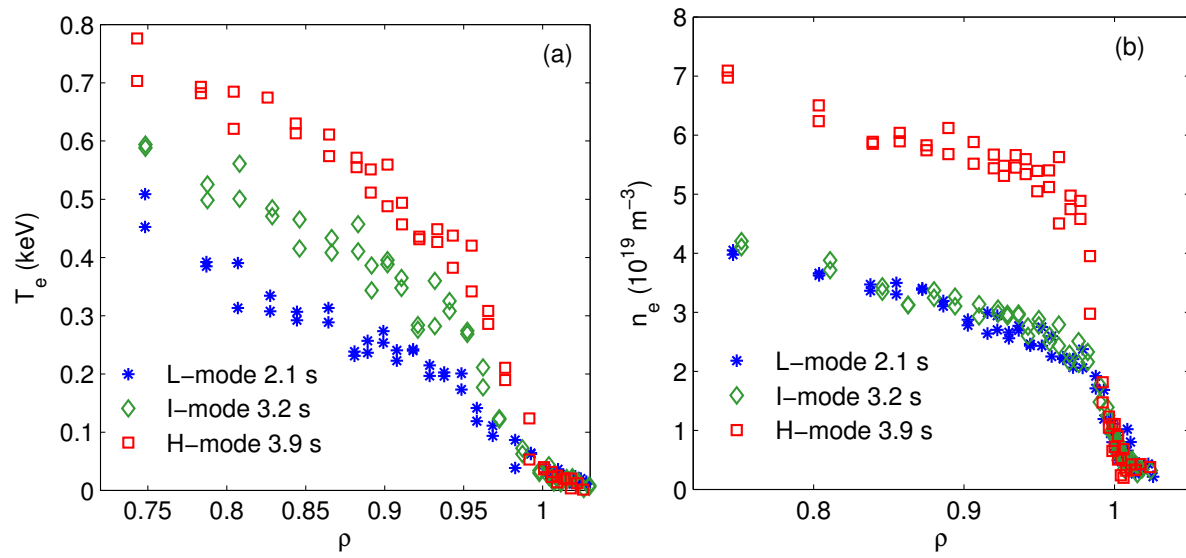 (a)
T_e (keV)
0.8
0.7
0.6
0.5
0.4
0.3
0.2
0.1
0
L−mode 2.1 s
I−mode 3.2 s
H−mode 3.9 s
0.75 0.8 0.85 0.9 0.95 1
ρ
(b)
n_e (10^19 m^−3)
8
7
6
5
4
3
2
1
0
L−mode 2.1 s
I−mode 3.2 s
H−mode 3.9 s
0.8 0.9 1
ρ